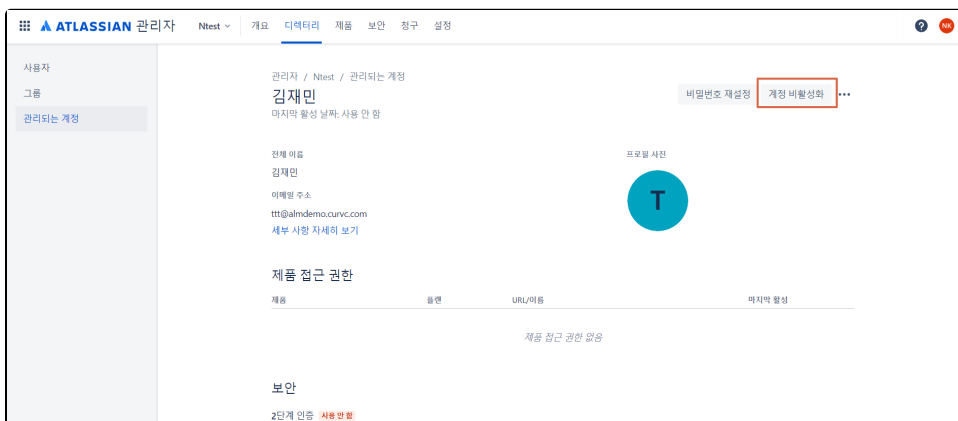 ATLASSIAN 관리자 Ntest 개요 디렉터리 제품 보안 청구 설정 ? NK
사용자
그룹
관리되는 계정
관리자 / Ntest / 관리되는 계정
김재민
마지막 활성 날짜: 사용 안 함
비밀번호 재설정 계정 비활성화 •••
전체 이름
김재민
이메일 주소
ttt@almdemo.curvc.com
세부 사항 자세히 보기
프로필 사진
T
제품 접근 권한
제품 플랜 URL/이름 마지막 활성
제품 접근 권한 없음
보안
2단계 인증 사용 안 함